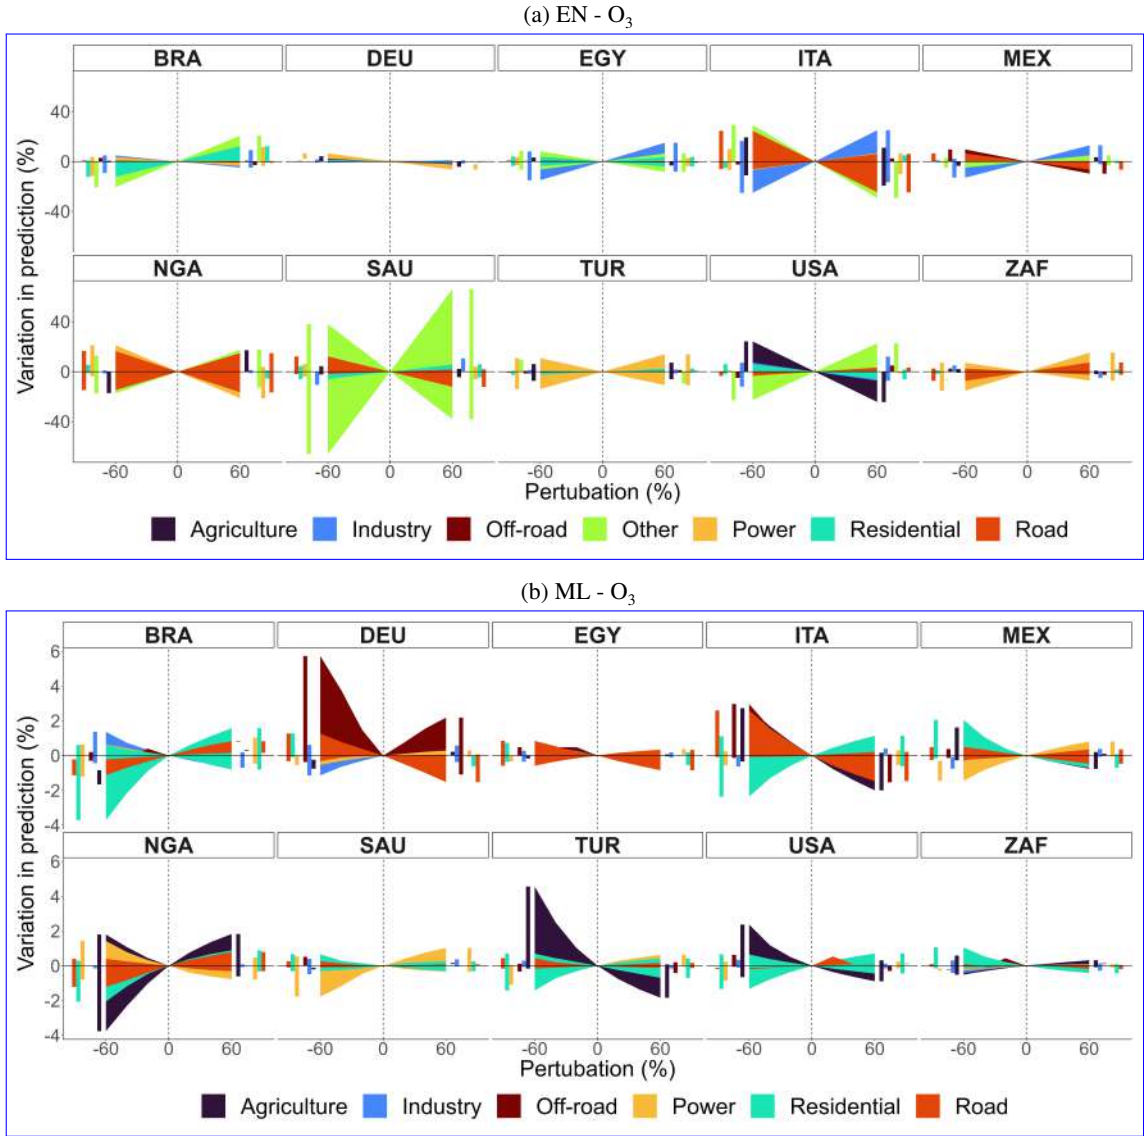 (a) EN - O3
BRA DEU EGY ITA MEX
40
0
-40
NGA SAU TUR USA ZAF
40
0
-40
-60 0 60 -60 0 60 -60 0 60 -60 0 60 -60 0 60
Variation in prediction (%)
Pertubation (%)
Agriculture Industry Off-road Other Power Residential Road
(b) ML - O3
BRA DEU EGY ITA MEX
6
4
2
0
-2
-4
NGA SAU TUR USA ZAF
6
4
2
0
-2
-4
-60 0 60 -60 0 60 -60 0 60 -60 0 60 -60 0 60
Variation in prediction (%)
Pertubation (%)
Agriculture Industry Off-road Power Residential Road